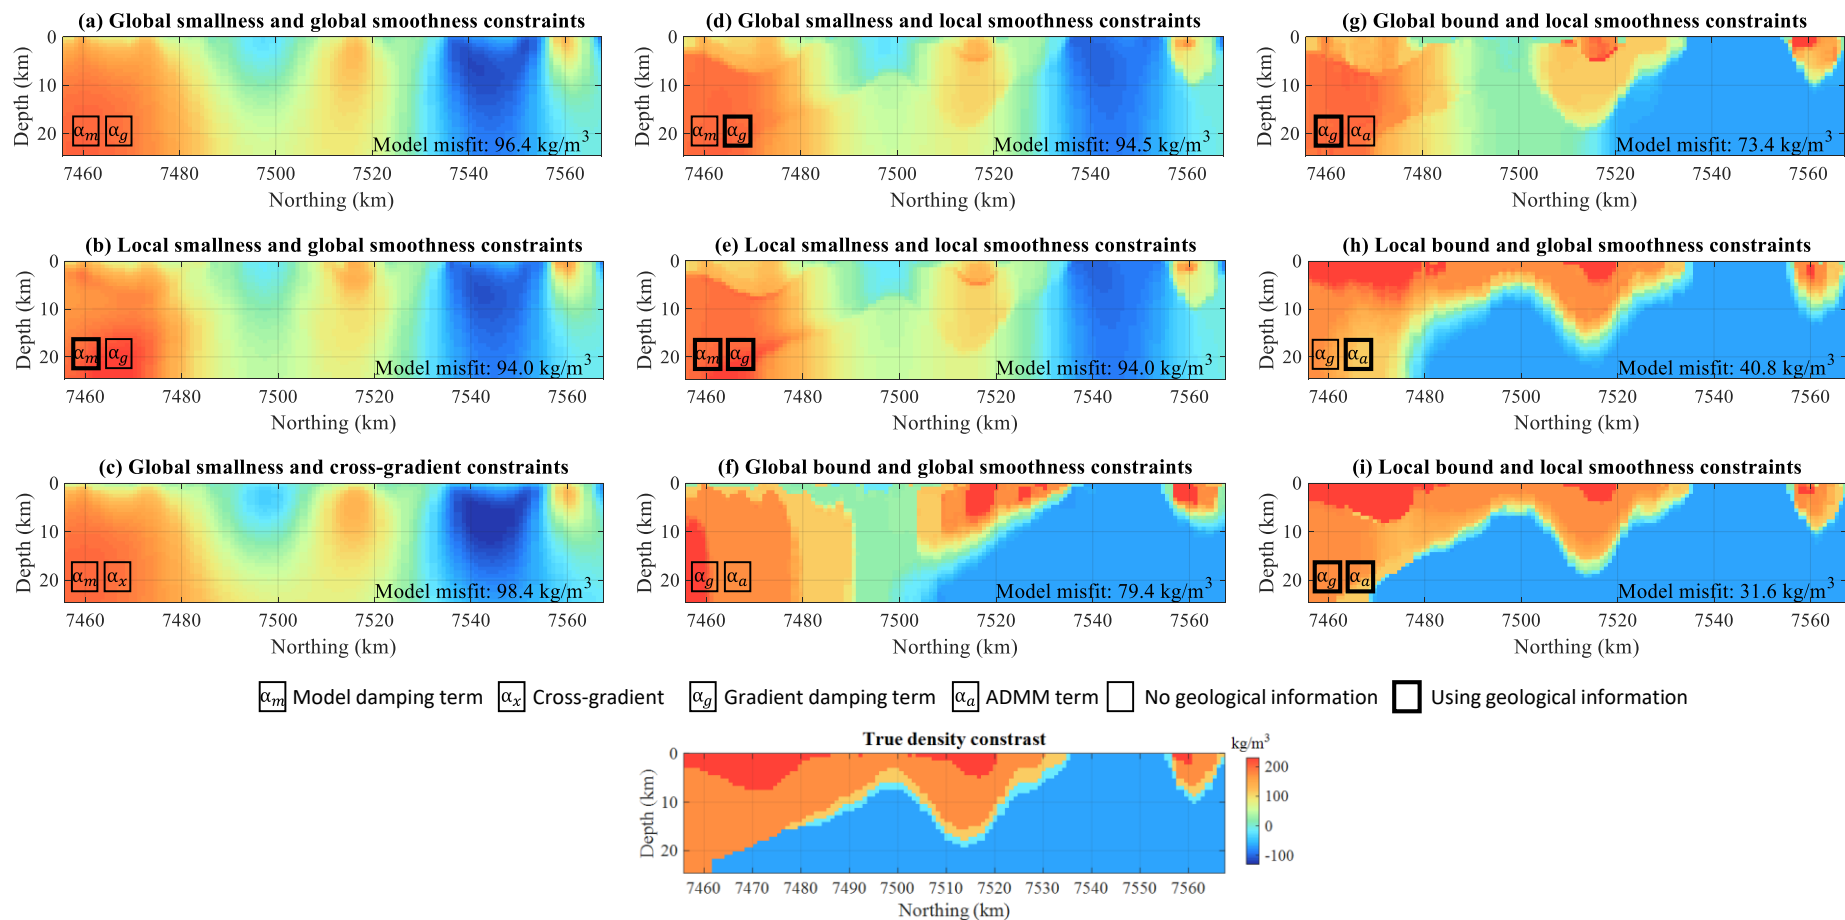 (a) Global smallness and global smoothness constraints
0
10
20
Depth (km)
αm αg
Model misfit: 96.4 kg/m³
7460 7480 7500 7520 7540 7560
Northing (km)
(d) Global smallness and local smoothness constraints
0
10
20
Depth (km)
αm αg
Model misfit: 94.5 kg/m³
7460 7480 7500 7520 7540 7560
Northing (km)
(g) Global bound and local smoothness constraints
0
10
20
Depth (km)
αg αa
Model misfit: 73.4 kg/m³
7460 7480 7500 7520 7540 7560
Northing (km)
(b) Local smallness and global smoothness constraints
0
10
20
Depth (km)
αm αg
Model misfit: 94.0 kg/m³
7460 7480 7500 7520 7540 7560
Northing (km)
(e) Local smallness and local smoothness constraints
0
10
20
Depth (km)
αm αg
Model misfit: 94.0 kg/m³
7460 7480 7500 7520 7540 7560
Northing (km)
(h) Local bound and global smoothness constraints
0
10
20
Depth (km)
αg αa
Model misfit: 40.8 kg/m³
7460 7480 7500 7520 7540 7560
Northing (km)
(c) Global smallness and cross-gradient constraints
0
10
20
Depth (km)
αm αx
Model misfit: 98.4 kg/m³
7460 7480 7500 7520 7540 7560
Northing (km)
(f) Global bound and global smoothness constraints
0
10
20
Depth (km)
αg αa
Model misfit: 79.4 kg/m³
7460 7480 7500 7520 7540 7560
Northing (km)
(i) Local bound and local smoothness constraints
0
10
20
Depth (km)
αg αa
Model misfit: 31.6 kg/m³
7460 7480 7500 7520 7540 7560
Northing (km)
αm Model damping term αx Cross-gradient αg Gradient damping term αa ADMM term No geological information Using geological information
True density constrast
0
10
20
Depth (km)
7460 7470 7480 7490 7500 7510 7520 7530 7540 7550 7560
Northing (km)
kg/m³
200
100
0
-100